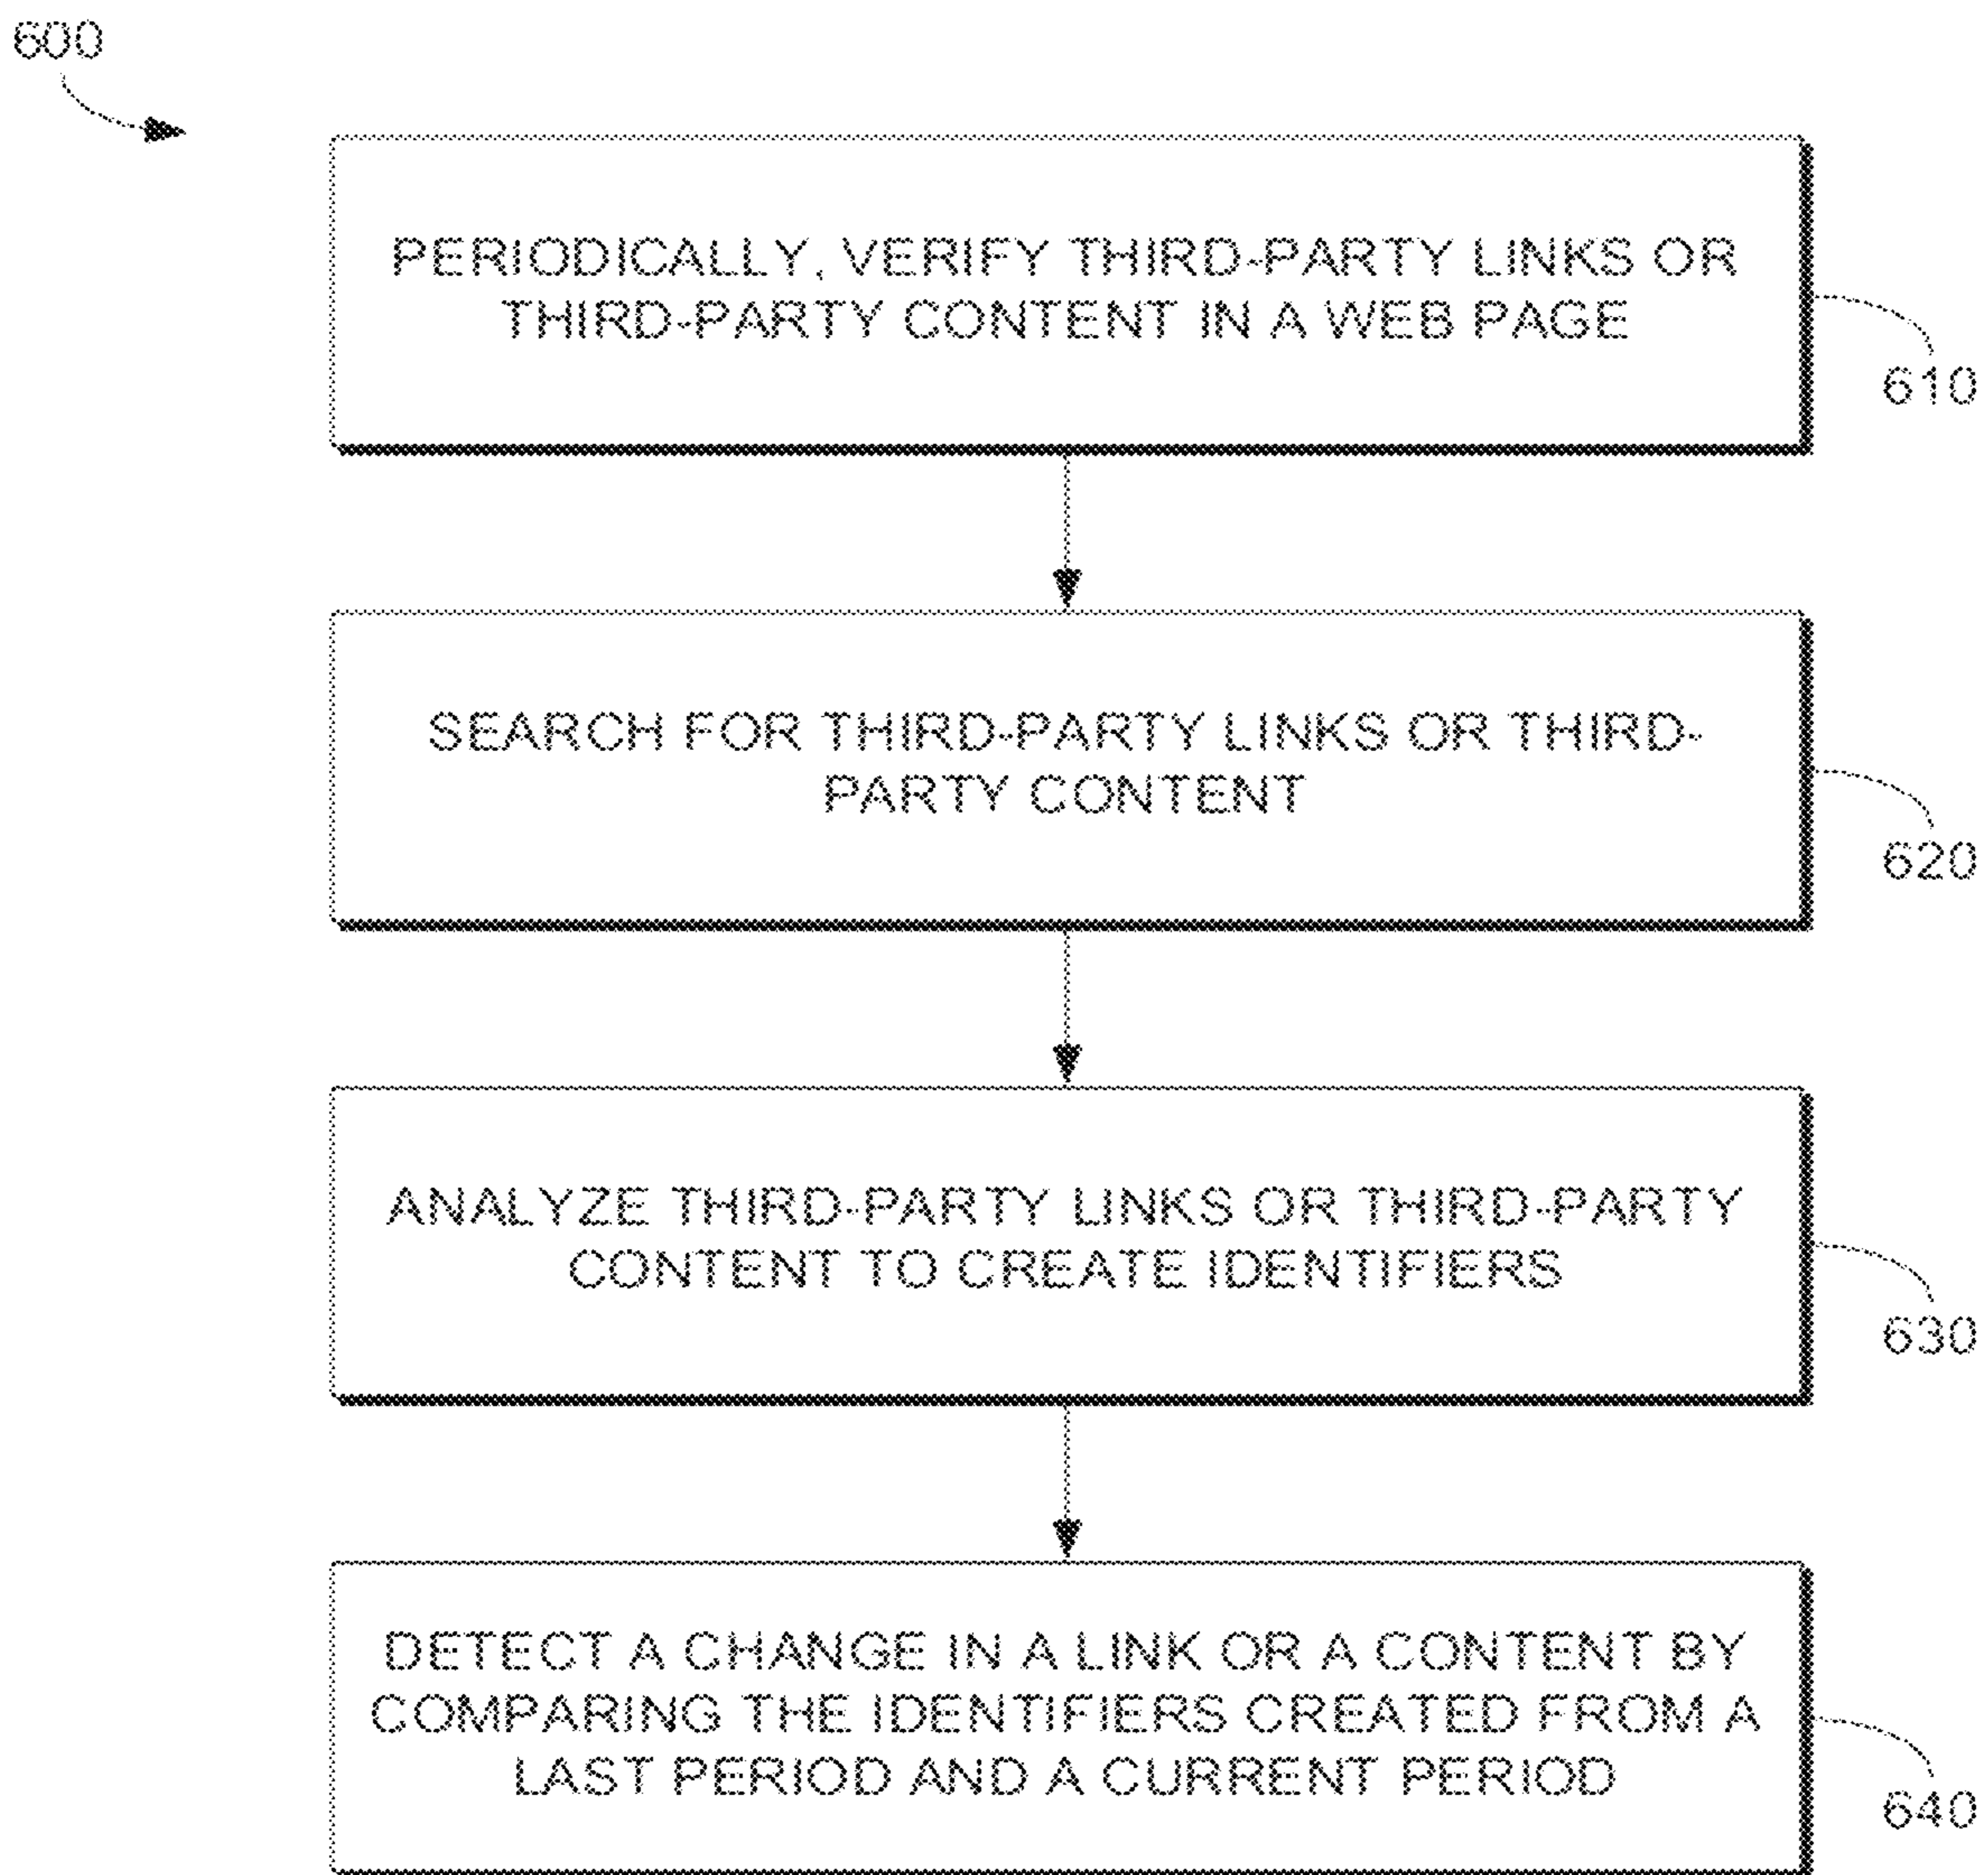 600
PERIODICALLY, VERIFY THIRD-PARTY LINKS OR
THIRD-PARTY CONTENT IN A WEB PAGE
610
SEARCH FOR THIRD-PARTY LINKS OR THIRD-
PARTY CONTENT
620
ANALYZE THIRD-PARTY LINKS OR THIRD-PARTY
CONTENT TO CREATE IDENTIFIERS
630
DETECT A CHANGE IN A LINK OR A CONTENT BY
COMPARING THE IDENTIFIERS CREATED FROM A
LAST PERIOD AND A CURRENT PERIOD
640